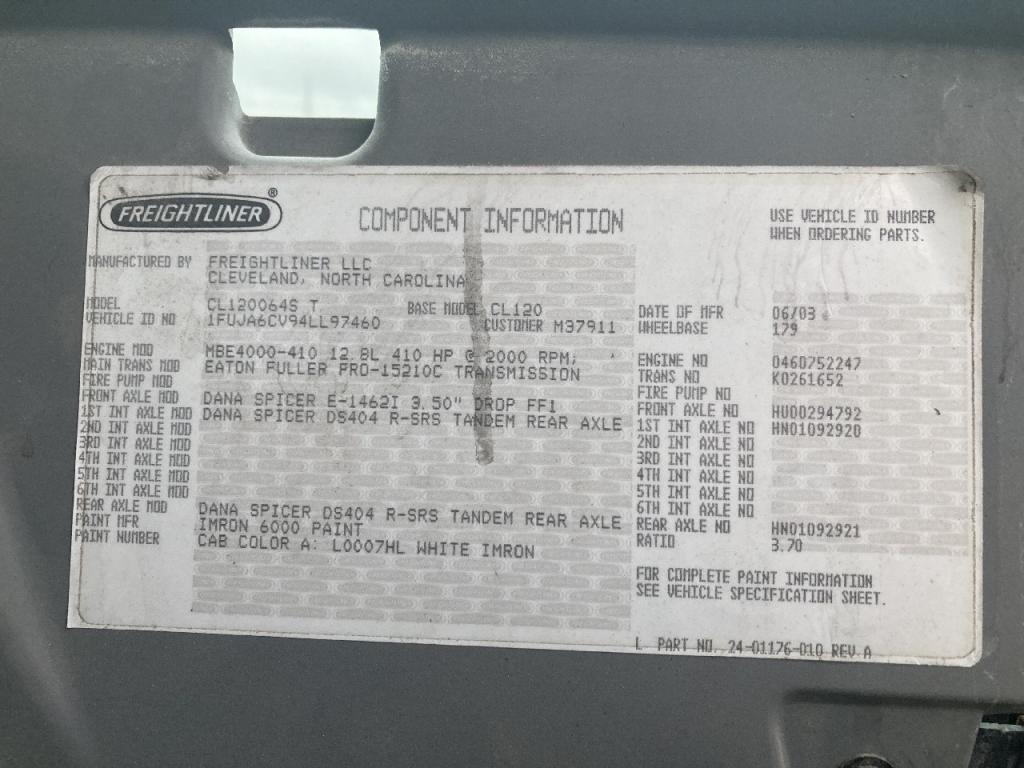 FREIGHTLINER®
COMPONENT INFORMATION
USE VEHICLE ID NUMBER
WHEN ORDERING PARTS.
MANUFACTURED BY FREIGHTLINER LLC
CLEVELAND, NORTH CAROLINA
MODEL CL120064S T BASE MODEL CL120 DATE OF MFR 06/03
VEHICLE ID NO 1FUJA6CV94LL97460 CUSTOMER M37911 WHEELBASE 179
ENGINE MOD MBE4000-410 12.8L 410 HP @ 2000 RPM; ENGINE NO 0460752247
MAIN TRANS MOD EATON FULLER PRO-15210C TRANSMISSION TRANS NO K0261652
FIRE PUMP MOD FIRE PUMP NO
FRONT AXLE MOD DANA SPICER E-1462I 3.50" DROP FF1 FRONT AXLE NO HU00294792
1ST INT AXLE MOD DANA SPICER DS404 R-SRS TANDEM REAR AXLE 1ST INT AXLE NO HN01092920
2ND INT AXLE MOD 2ND INT AXLE NO
3RD INT AXLE MOD 3RD INT AXLE NO
4TH INT AXLE MOD 4TH INT AXLE NO
5TH INT AXLE MOD 5TH INT AXLE NO
6TH INT AXLE MOD 6TH INT AXLE NO
REAR AXLE MOD DANA SPICER DS404 R-SRS TANDEM REAR AXLE REAR AXLE NO HN01092921
PAINT MFR IMRON 6000 PAINT RATIO 3.70
PAINT NUMBER CAB COLOR A: L0007HL WHITE IMRON
FOR COMPLETE PAINT INFORMATION
SEE VEHICLE SPECIFICATION SHEET.
L PART NO. 24-01176-010 REV A